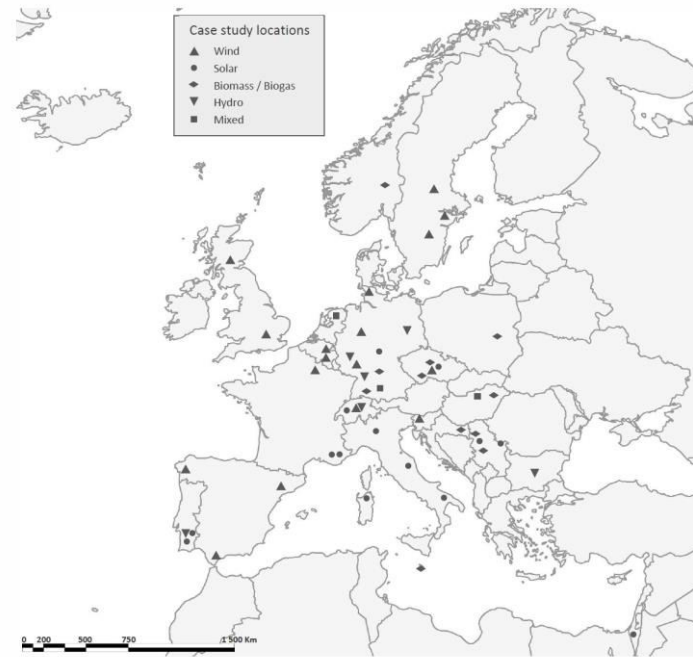 Case study locations
Wind
Solar
Biomass / Biogas
Hydro
Mixed
0 200 500 750 1 500 Km